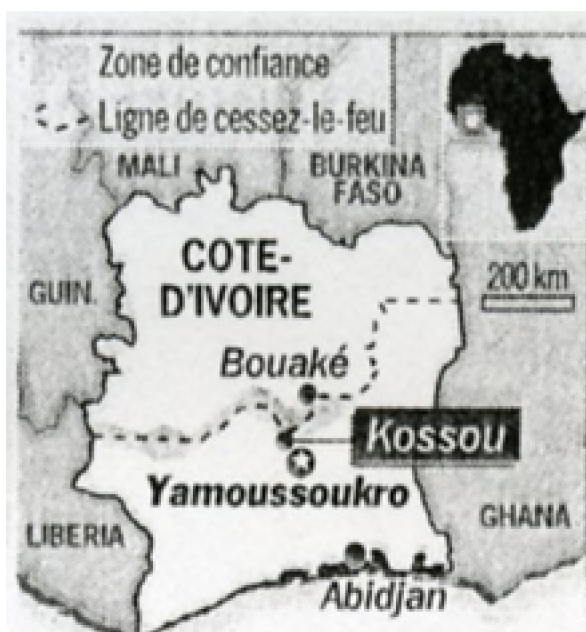 Zone de confiance
Ligne de cessez-le-feu
MALI
BURKINA
FASO
GUIN.
COTE-
D'IVOIRE
200 km
Bouaké
Kossou
Yamoussoukro
LIBERIA
GHANA
Abidjan